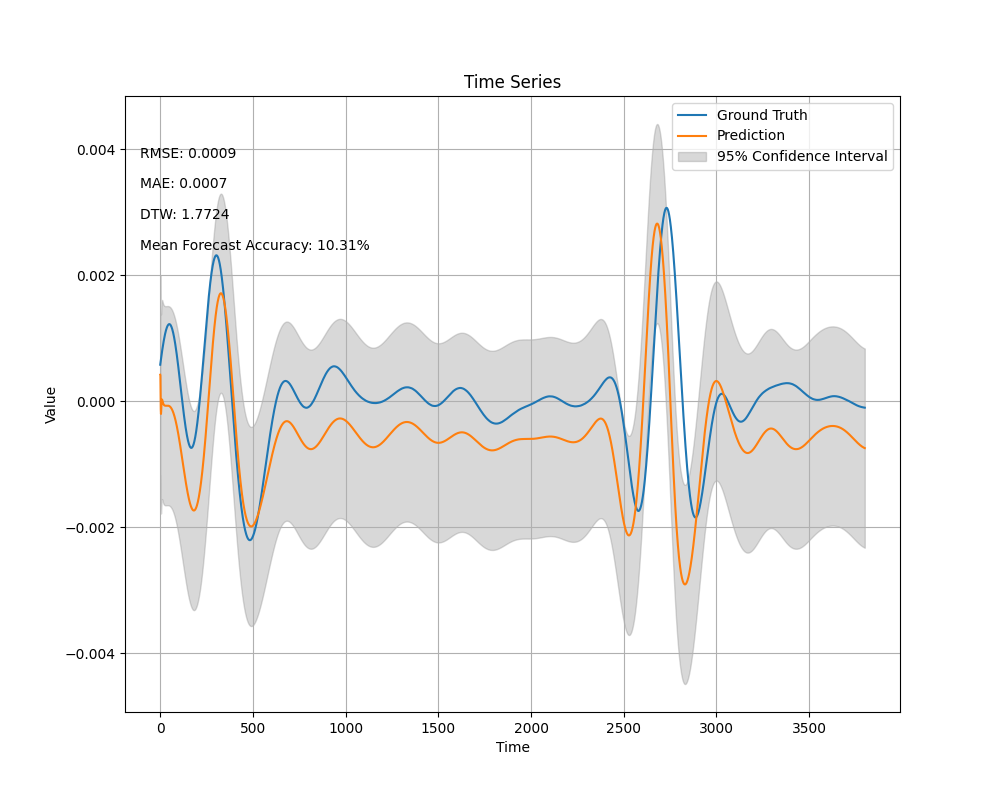 Time Series
Ground Truth
Prediction
95% Confidence Interval
RMSE: 0.0009
MAE: 0.0007
DTW: 1.7724
Mean Forecast Accuracy: 10.31%
0.004
0.002
0.000
−0.002
−0.004
Value
0 500 1000 1500 2000 2500 3000 3500
Time